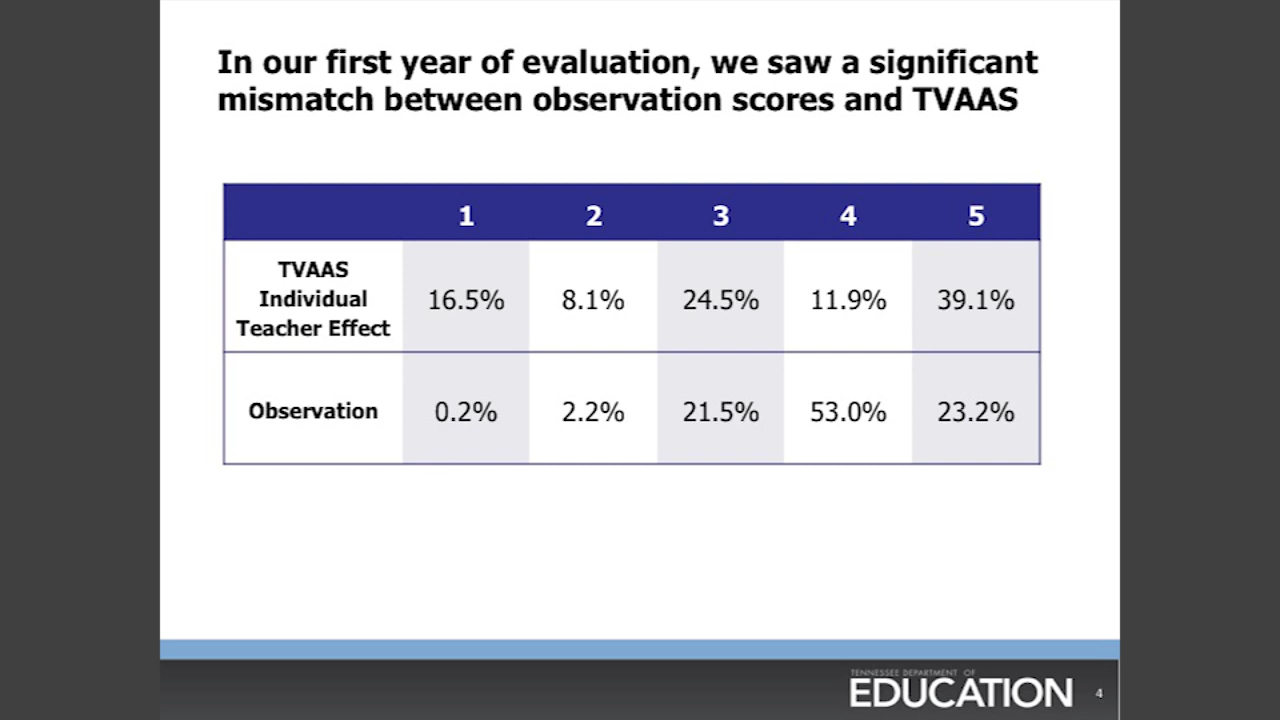 In our first year of evaluation, we saw a significant
mismatch between observation scores and TVAAS
1 2 3 4 5
TVAAS
Individual
Teacher Effect
16.5% 8.1% 24.5% 11.9% 39.1%
Observation 0.2% 2.2% 21.5% 53.0% 23.2%
TENNESSEE DEPARTMENT OF
EDUCATION
4